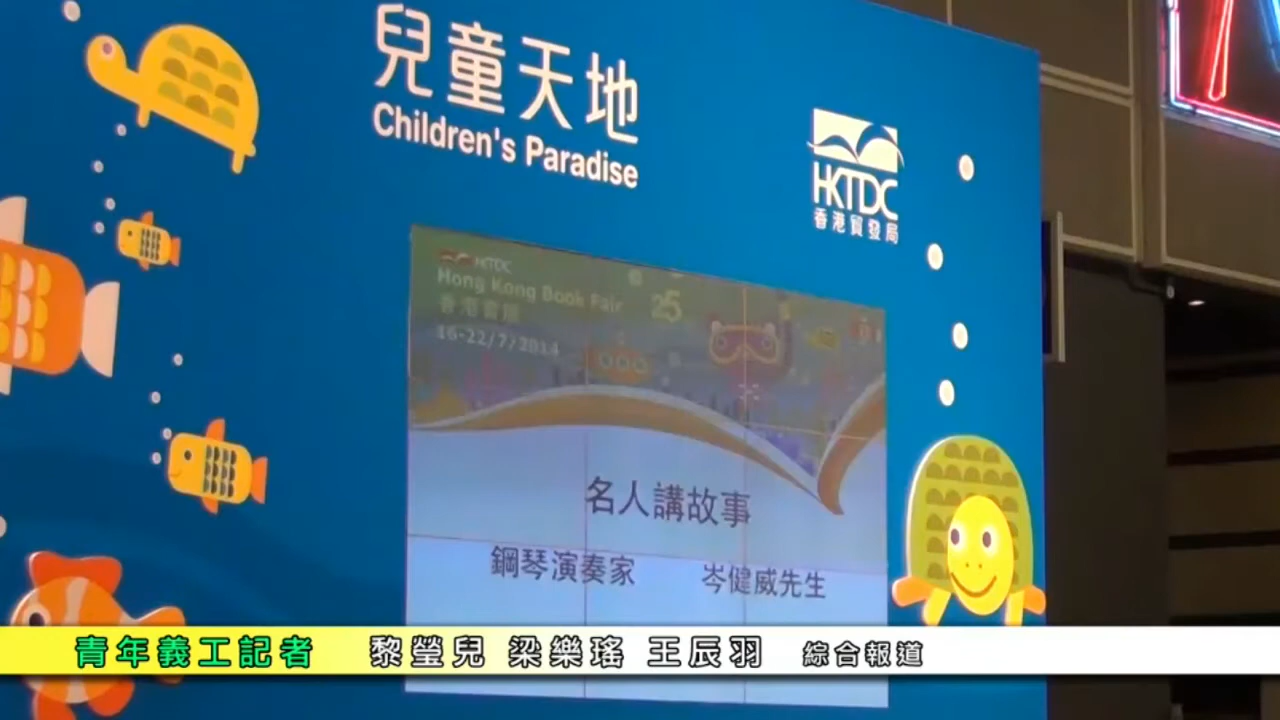 兒童天地
Children's Paradise
HKTDC
香港貿發局
HKTDC
Hong Kong Book Fair 25
香港書展
16-22/7/2014
名人講故事
鋼琴演奏家 岑健威先生
青年義工記者 黎瑩兒 梁樂瑤 王辰羽 綜合報道